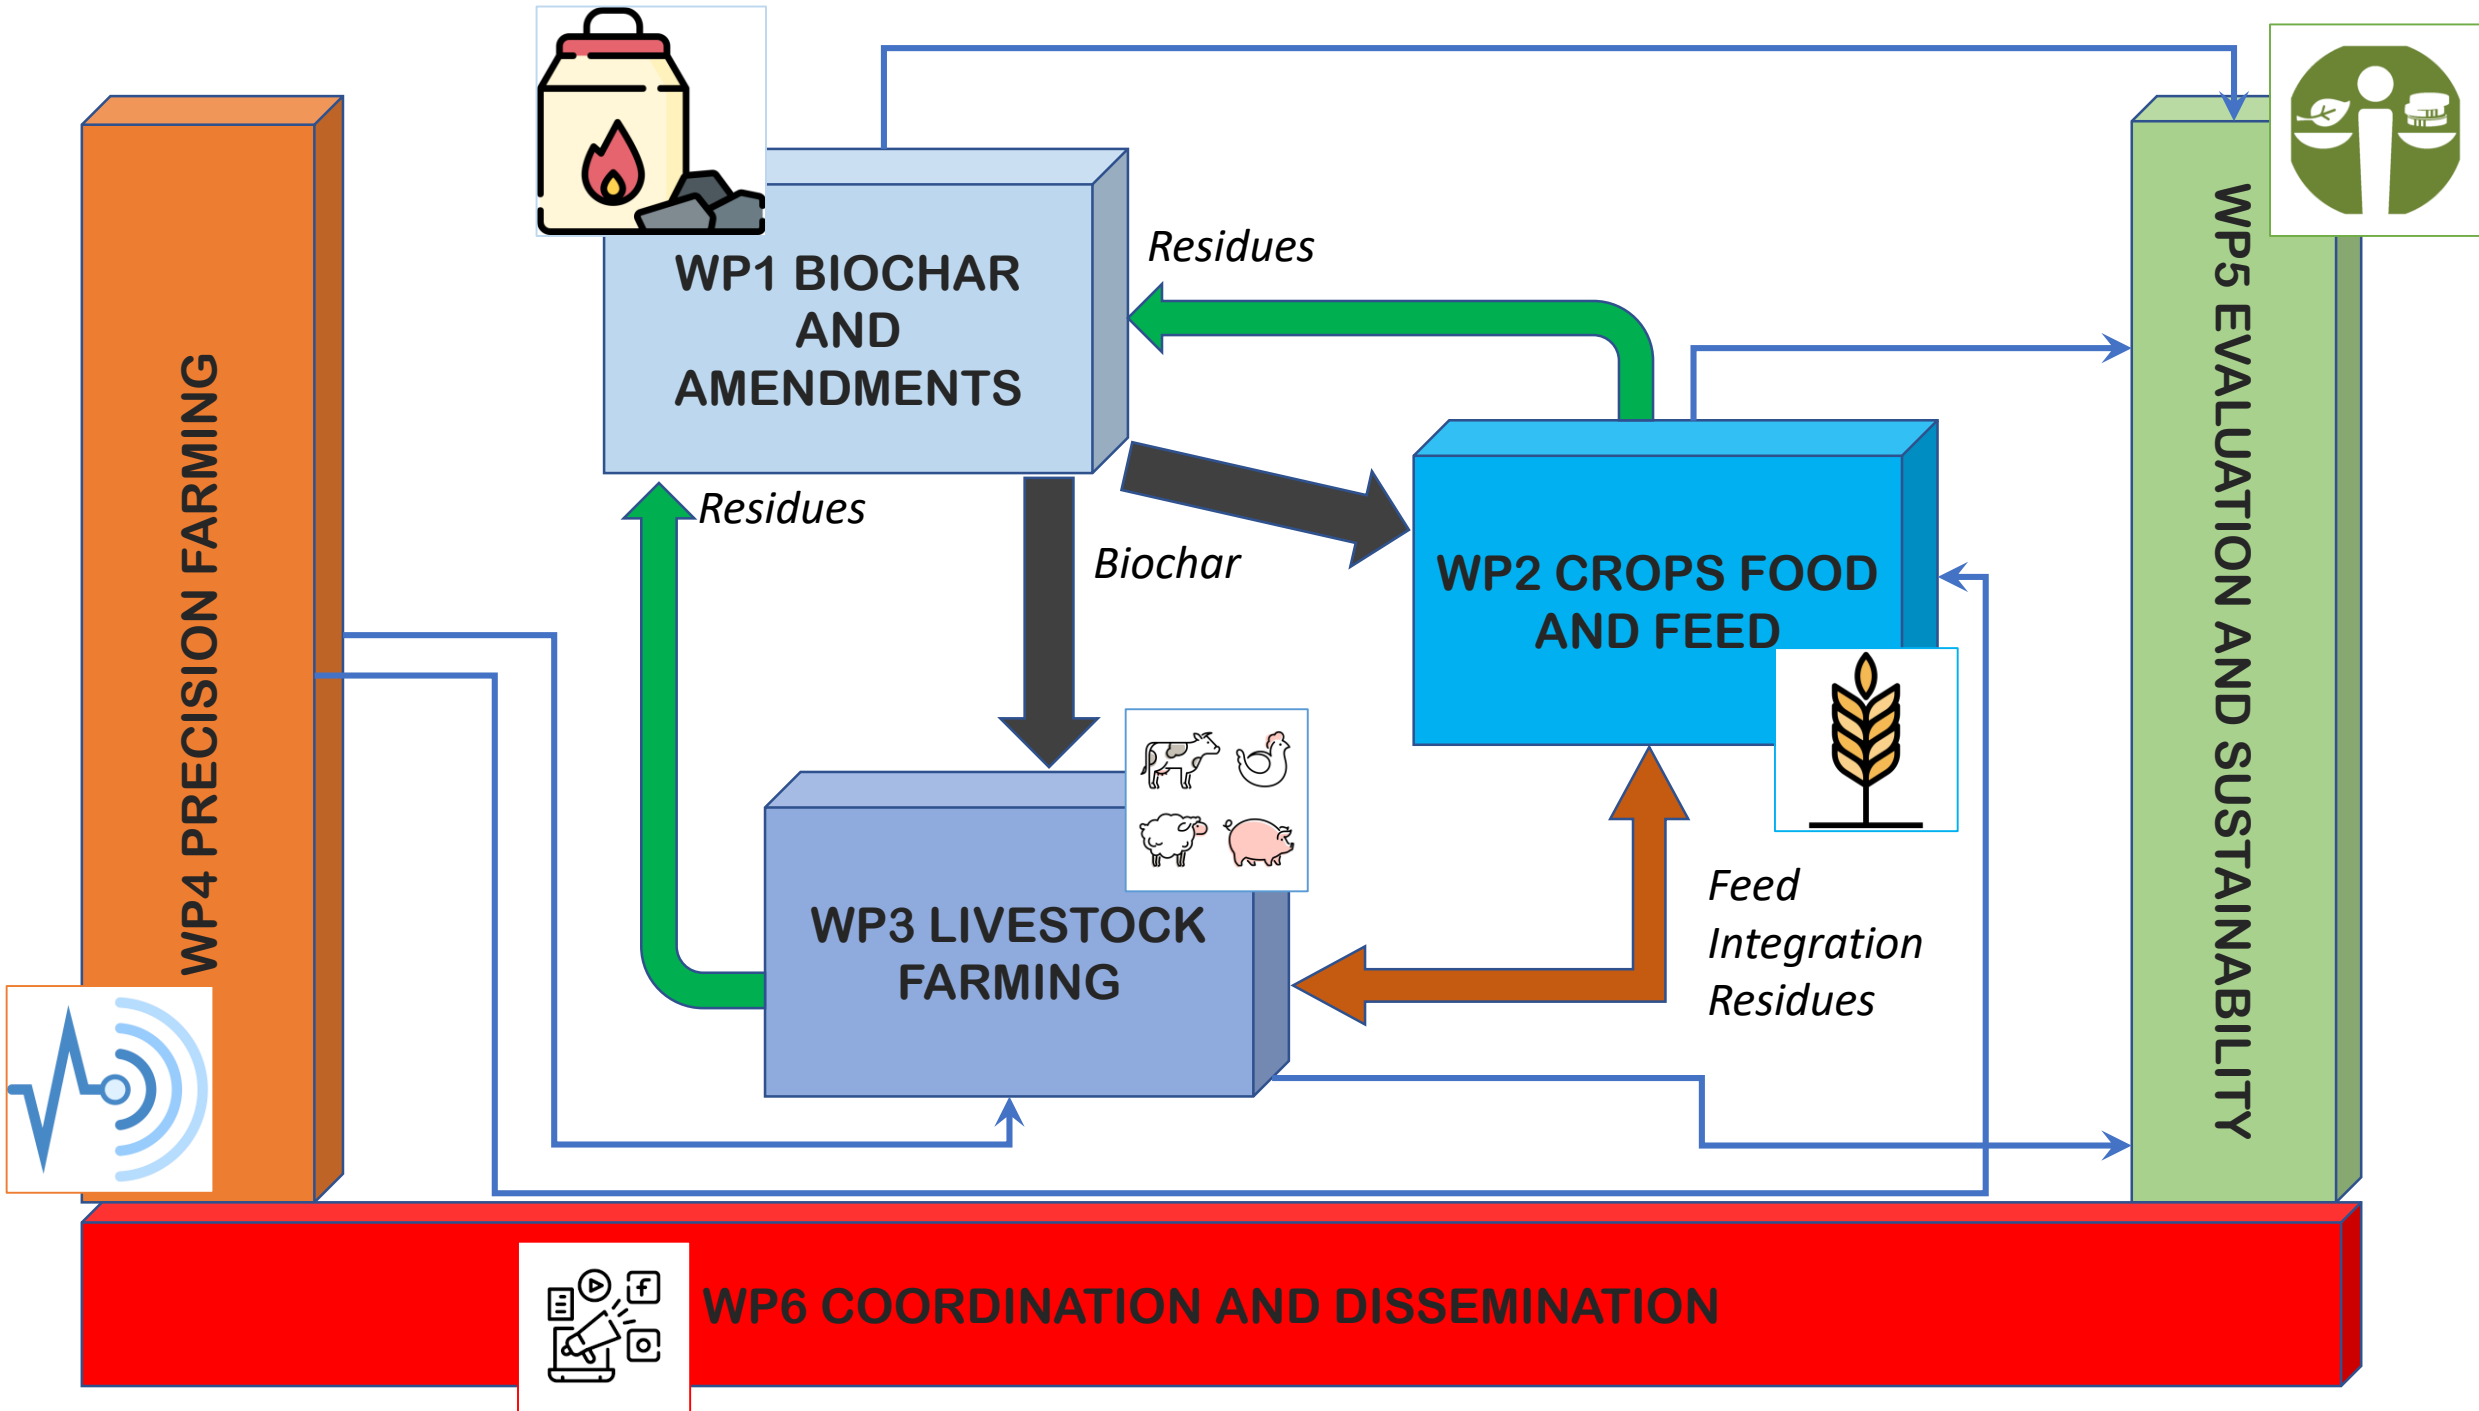 WP1 BIOCHAR
AND
AMENDMENTS
Residues
Residues
Biochar
WP2 CROPS FOOD
AND FEED
WP3 LIVESTOCK
FARMING
Feed
Integration
Residues
WP4 PRECISION FARMING
WP5 EVALUATION AND SUSTAINABILITY
f
WP6 COORDINATION AND DISSEMINATION